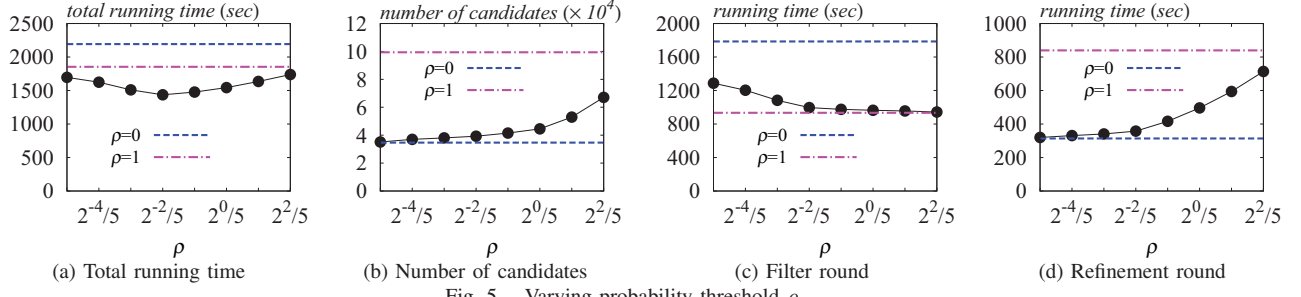 total running time (sec)
2500
2000
1500
1000
500
0
ρ=0
ρ=1
2^-4/5 2^-2/5 2^0/5 2^2/5
ρ
(a) Total running time
number of candidates (× 10^4)
12
10
8
6
4
2
0
ρ=0
ρ=1
2^-4/5 2^-2/5 2^0/5 2^2/5
ρ
(b) Number of candidates
running time (sec)
2000
1600
1200
800
400
0
ρ=0
ρ=1
2^-4/5 2^-2/5 2^0/5 2^2/5
ρ
(c) Filter round
running time (sec)
1000
800
600
400
200
0
ρ=0
ρ=1
2^-4/5 2^-2/5 2^0/5 2^2/5
ρ
(d) Refinement round
Fig. 5. Varying probability threshold ρ